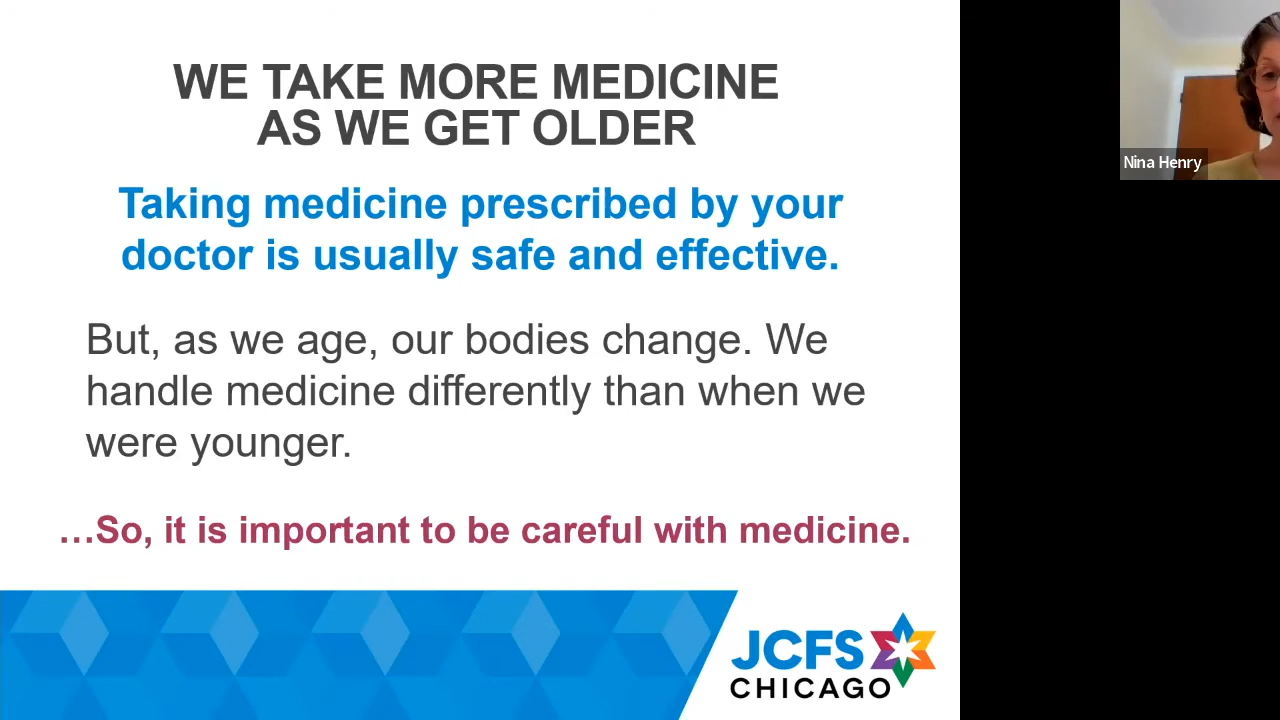 WE TAKE MORE MEDICINE
AS WE GET OLDER
Taking medicine prescribed by your
doctor is usually safe and effective.
But, as we age, our bodies change. We
handle medicine differently than when we
were younger.
…So, it is important to be careful with medicine.
JCFS
CHICAGO
Nina Henry